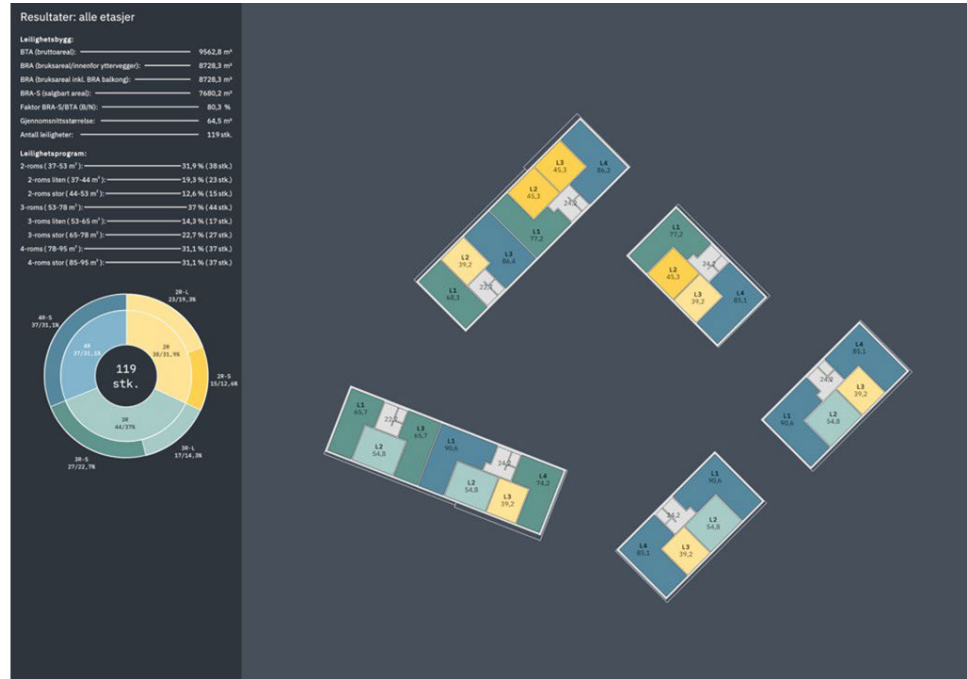 Resultater: alle etasjer
Leilighetsbygg:
BTA (bruttoareal): 9562,8 m²
BRA (bruksareal/innenfor yttervegger): 8728,3 m²
BRA (bruksareal inkl. BRA balkong): 8728,3 m²
BRA-S (salgbart areal): 7680,2 m²
Faktor BRA-S/BTA (B/N): 80,3 %
Gjennomsnittsstørrelse: 64,5 m²
Antall leiligheter: 119 stk.
Leilighetsprogram:
2-roms ( 37-53 m² ): 31,9 % ( 38 stk.)
2-roms liten ( 37-44 m² ): 19,3 % ( 23 stk.)
2-roms stor ( 44-53 m² ): 12,6 % ( 15 stk.)
3-roms ( 53-78 m² ): 37 % ( 44 stk.)
3-roms liten ( 53-65 m² ): 14,3 % ( 17 stk.)
3-roms stor ( 65-78 m² ): 22,7 % ( 27 stk.)
4-roms ( 78-95 m² ): 31,1 % ( 37 stk.)
4-roms stor ( 85-95 m² ): 31,1 % ( 37 stk.)
2R-L
23/19,3%
4R-S
37/31,1%
4R
37/31,1%
2R
38/31,9%
119
stk.
2R-S
15/12,6%
3R
44/37%
3R-L
17/14,3%
3R-S
27/22,7%
L3
45,3
L4
86,2
L2
45,3
24,2
L1
77,2
L3
86,4
L2
39,2
L1
68,3
L1
77,2
24,2
L2
45,3
L3
39,2
L4
85,1
L4
85,1
24,2
L3
39,2
L1
90,6
L2
54,8
L1
65,7
L3
65,7
L2
54,8
L1
90,6
L2
54,8
L3
39,2
L4
74,2
L1
90,6
24,2
L2
54,8
L4
85,1
L3
39,2